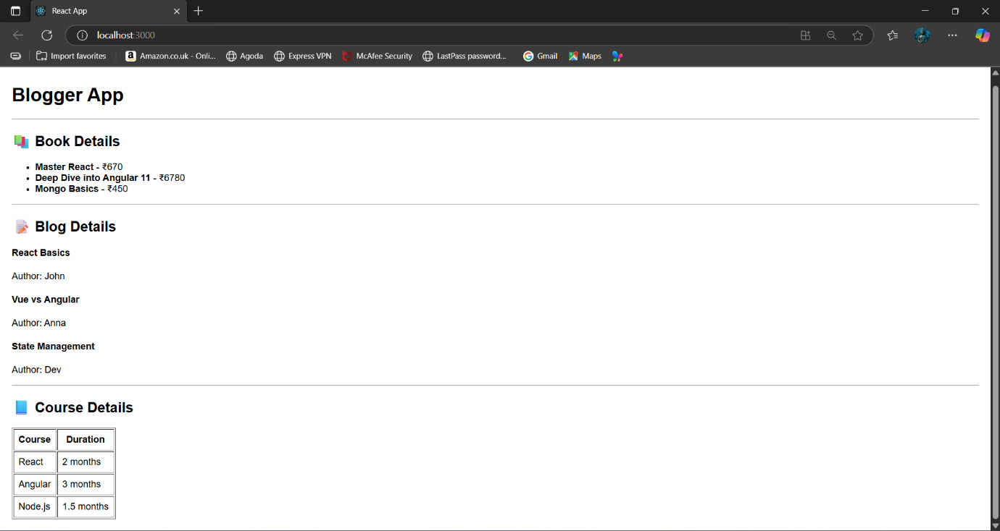 React App
localhost:3000
Import favorites
Amazon.co.uk - Onli...
Agoda
Express VPN
McAfee Security
LastPass password...
Gmail
Maps
Blogger App
Book Details
• Master React - ₹670
• Deep Dive into Angular 11 - ₹6780
• Mongo Basics - ₹450
Blog Details
React Basics
Author: John
Vue vs Angular
Author: Anna
State Management
Author: Dev
Course Details
Course Duration
React 2 months
Angular 3 months
Node.js 1.5 months